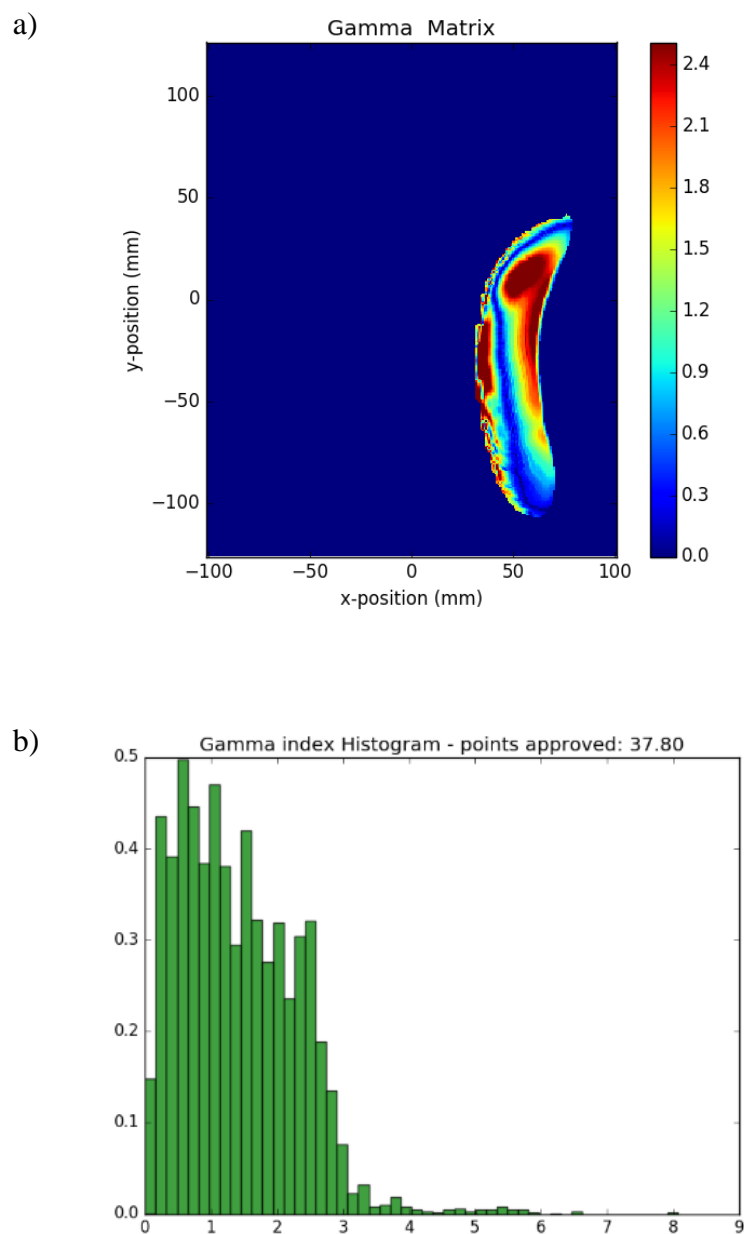 a)
Gamma Matrix
100
50
0
−50
−100
y-position (mm)
−100 −50 0 50 100
x-position (mm)
2.4
2.1
1.8
1.5
1.2
0.9
0.6
0.3
0.0
b)
Gamma index Histogram - points approved: 37.80
0.5
0.4
0.3
0.2
0.1
0.0
0 1 2 3 4 5 6 7 8 9